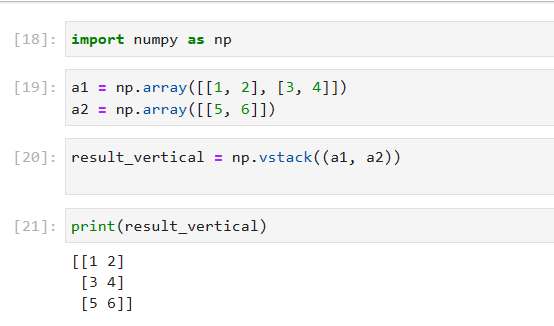 [18]: import numpy as np
[19]: a1 = np.array([[1, 2], [3, 4]])
a2 = np.array([[5, 6]])
[20]: result_vertical = np.vstack((a1, a2))
[21]: print(result_vertical)
[[1 2]
 [3 4]
 [5 6]]